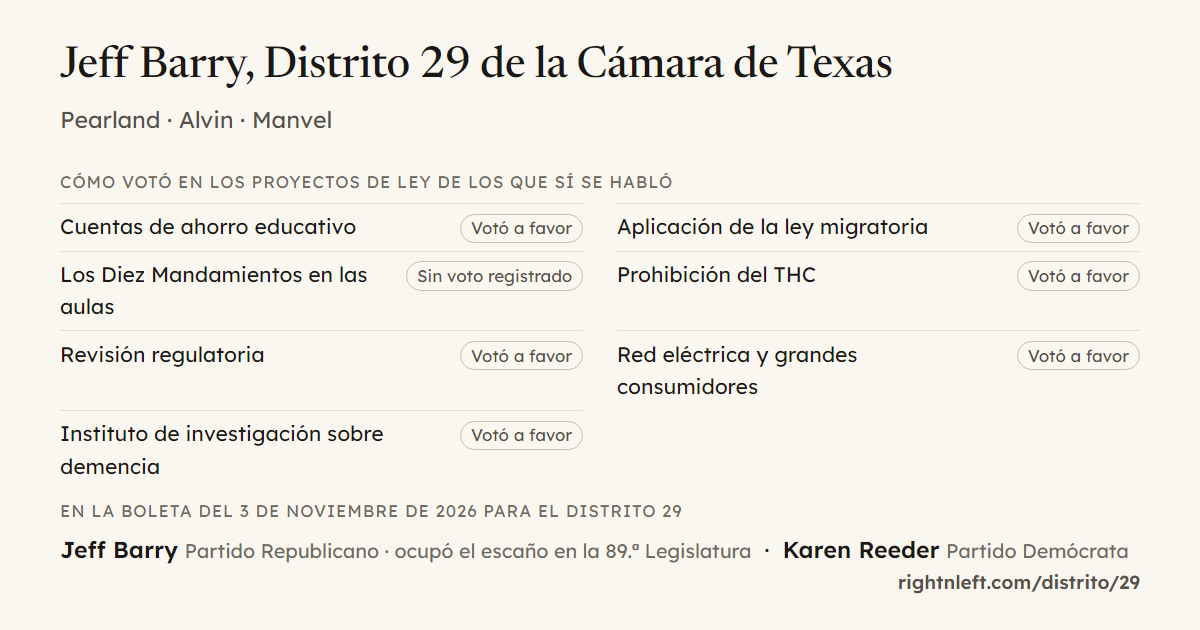 Jeff Barry, Distrito 29 de la Cámara de Texas
Pearland · Alvin · Manvel
CÓMO VOTÓ EN LOS PROYECTOS DE LEY DE LOS QUE SÍ SE HABLÓ
Cuentas de ahorro educativo
Votó a favor
Aplicación de la ley migratoria
Votó a favor
Los Diez Mandamientos en las
aulas
Sin voto registrado
Prohibición del THC
Votó a favor
Revisión regulatoria
Votó a favor
Red eléctrica y grandes
consumidores
Votó a favor
Instituto de investigación sobre
demencia
Votó a favor
EN LA BOLETA DEL 3 DE NOVIEMBRE DE 2026 PARA EL DISTRITO 29
Jeff Barry Partido Republicano · ocupó el escaño en la 89.ª Legislatura · Karen Reeder Partido Demócrata
rightnleft.com/distrito/29